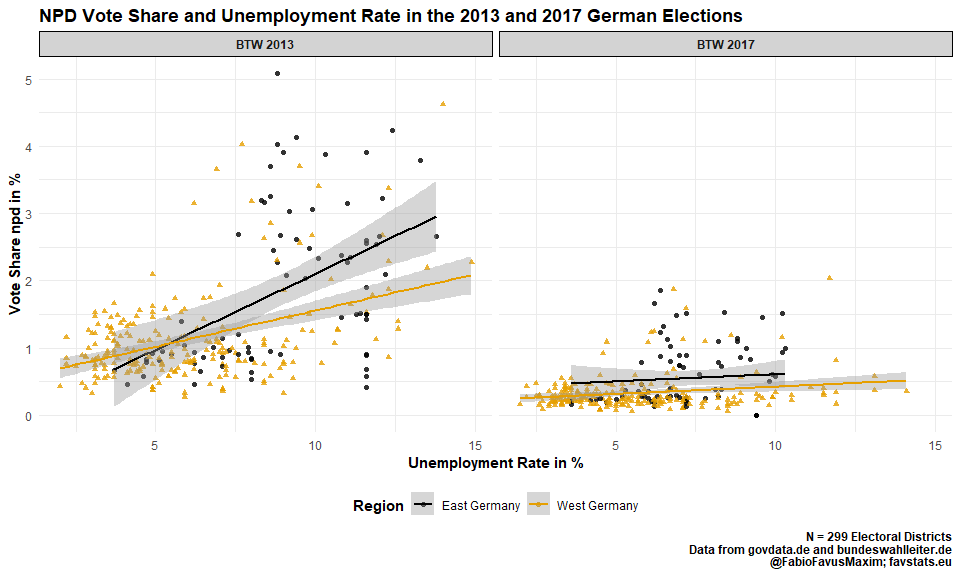 NPD Vote Share and Unemployment Rate in the 2013 and 2017 German Elections
BTW 2013
BTW 2017
Vote Share npd in %
5
4
3
2
1
0
5
10
15
5
10
15
Unemployment Rate in %
Region
East Germany
West Germany
N = 299 Electoral Districts
Data from govdata.de and bundeswahlleiter.de
@FabioFavusMaxim; favstats.eu